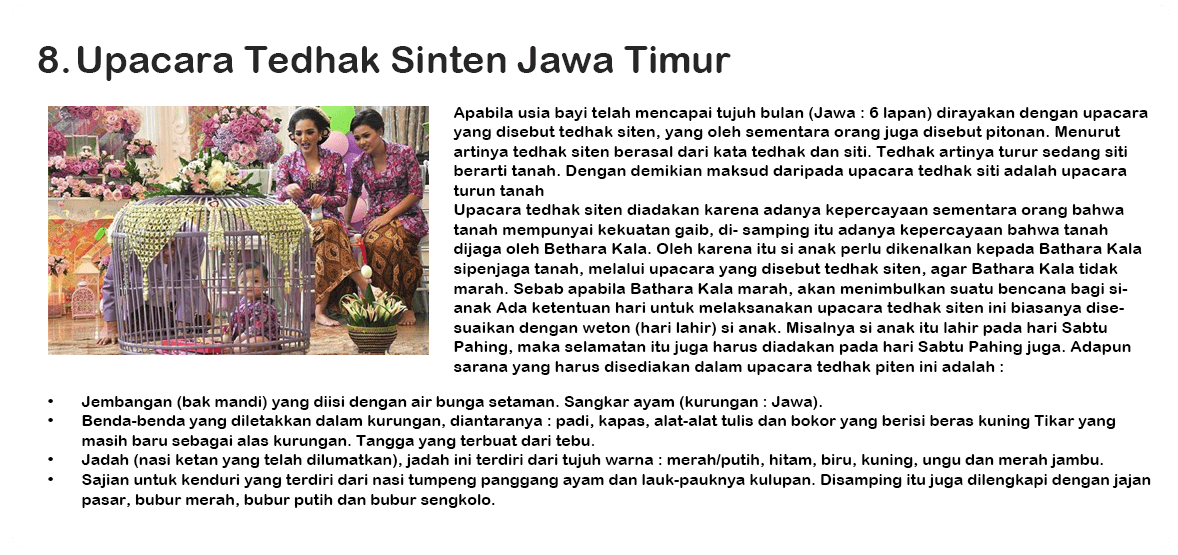 8. Upacara Tedhak Sinten Jawa Timur
Apabila usia bayi telah mencapai tujuh bulan (Jawa : 6 lapan) dirayakan dengan upacara
yang disebut tedhak siten, yang oleh sementara orang juga disebut pitonan. Menurut
artinya tedhak siten berasal dari kata tedhak dan siti. Tedhak artinya turur sedang siti
berarti tanah. Dengan demikian maksud daripada upacara tedhak siti adalah upacara
turun tanah
Upacara tedhak siten diadakan karena adanya kepercayaan sementara orang bahwa
tanah mempunyai kekuatan gaib, di- samping itu adanya kepercayaan bahwa tanah
dijaga oleh Bethara Kala. Oleh karena itu si anak perlu dikenalkan kepada Bathara Kala
sipenjaga tanah, melalui upacara yang disebut tedhak siten, agar Bathara Kala tidak
marah. Sebab apabila Bathara Kala marah, akan menimbulkan suatu bencana bagi si-
anak Ada ketentuan hari untuk melaksanakan upacara tedhak siten ini biasanya dise-
suaikan dengan weton (hari lahir) si anak. Misalnya si anak itu lahir pada hari Sabtu
Pahing, maka selamatan itu juga harus diadakan pada hari Sabtu Pahing juga. Adapun
sarana yang harus disediakan dalam upacara tedhak piten ini adalah :
• Jembangan (bak mandi) yang diisi dengan air bunga setaman. Sangkar ayam (kurungan : Jawa).
• Benda-benda yang diletakkan dalam kurungan, diantaranya : padi, kapas, alat-alat tulis dan bokor yang berisi beras kuning Tikar yang
masih baru sebagai alas kurungan. Tangga yang terbuat dari tebu.
• Jadah (nasi ketan yang telah dilumatkan), jadah ini terdiri dari tujuh warna : merah/putih, hitam, biru, kuning, ungu dan merah jambu.
• Sajian untuk kenduri yang terdiri dari nasi tumpeng panggang ayam dan lauk-pauknya kulupan. Disamping itu juga dilengkapi dengan jajan
pasar, bubur merah, bubur putih dan bubur sengkolo.